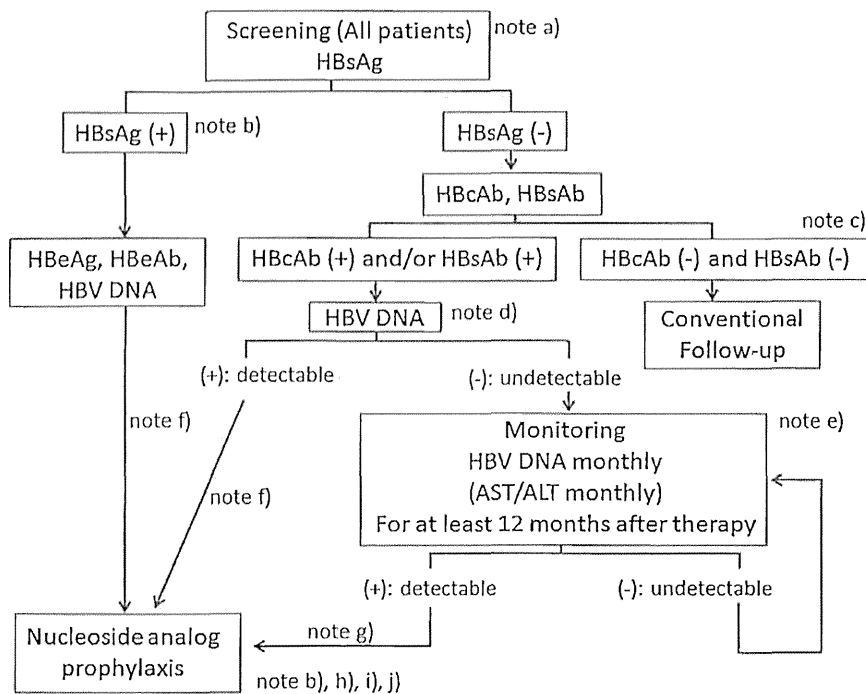 Screening (All patients)
HBsAg
note a)
HBsAg (+)
note b)
HBsAg (-)
HBcAb, HBsAb
note c)
HBeAg, HBeAb,
HBV DNA
HBcAb (+) and/or HBsAb (+)
HBcAb (-) and HBsAb (-)
HBV DNA
note d)
Conventional
Follow-up
(+): detectable
(-): undetectable
note f)
note f)
Monitoring
HBV DNA monthly
(AST/ALT monthly)
For at least 12 months after therapy
note e)
(+): detectable
(-): undetectable
Nucleoside analog
prophylaxis
note g)
note b), h), i), j)